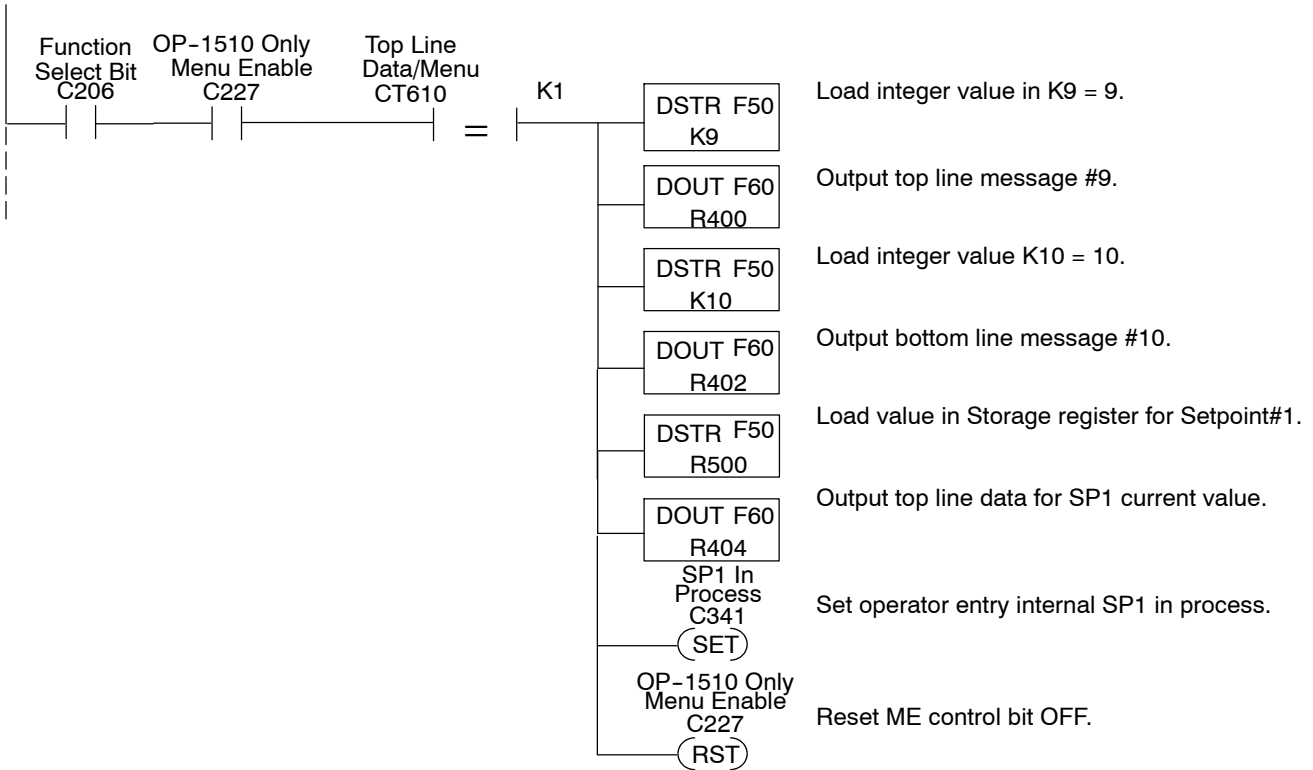 Function
Select Bit
C206
OP-1510 Only
Menu Enable
C227
Top Line
Data/Menu
CT610
=
K1
DSTR F50
K9
Load integer value in K9 = 9.
DOUT F60
R400
Output top line message #9.
DSTR F50
K10
Load integer value K10 = 10.
DOUT F60
R402
Output bottom line message #10.
DSTR F50
R500
Load value in Storage register for Setpoint#1.
DOUT F60
R404
Output top line data for SP1 current value.
SP1 In
Process
C341
SET
Set operator entry internal SP1 in process.
OP-1510 Only
Menu Enable
C227
RST
Reset ME control bit OFF.